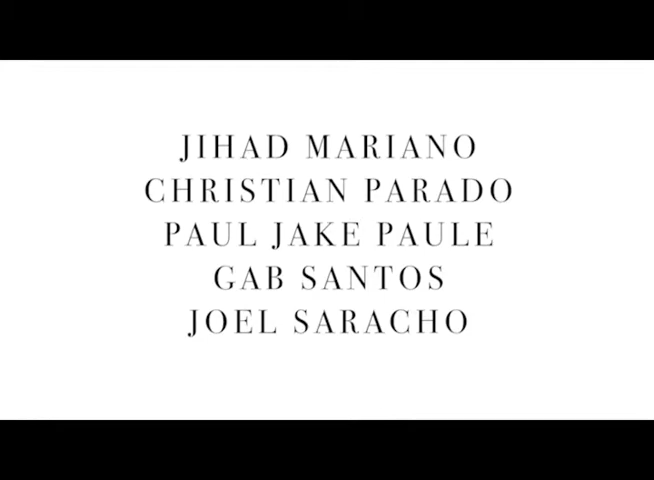 JIHAD MARIANO
CHRISTIAN PARADO
PAUL JAKE PAULE
GAB SANTOS
JOEL SARACHO